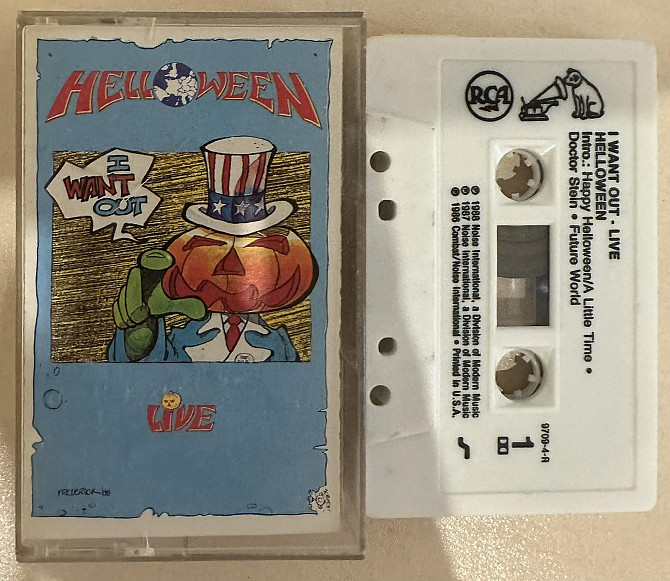 HELLOWEEN
I
WANT
OUT
LIVE
FREDERICK '88
RCA
I WANT OUT - LIVE
HELLOWEEN
Intro.: Happy Helloween/A Little Time •
Doctor Stein • Future World
℗ 1988 Noise International, a Division of Modern Music
℗ 1987 Noise International, a Division of Modern Music
℗ 1986 Combat/Noise International • Printed in U.S.A.
9709-4-R
1